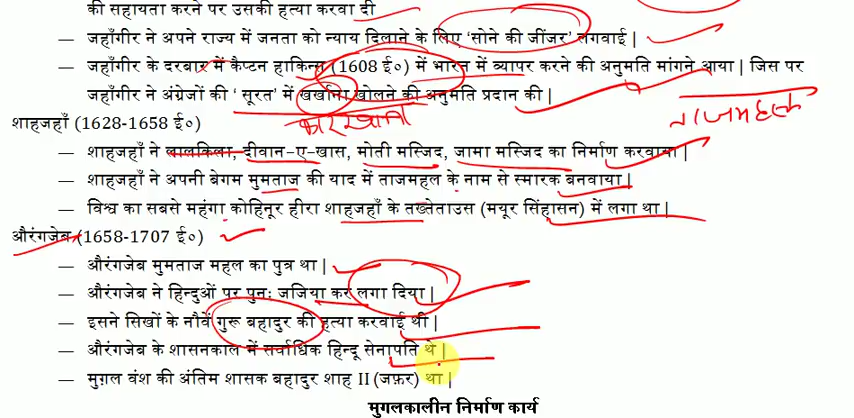 की सहायता करने पर उसकी हत्या करवा दी
— जहाँगीर ने अपने राज्य में जनता को न्याय दिलाने के लिए 'सोने की जींजर' लगवाई |
— जहाँगीर के दरबार में कैप्टन हाकिन्स (1608 ई०) में भारत में व्यापर करने की अनुमति मांगने आया | जिस पर
जहाँगीर ने अंग्रेजों की ' सूरत' में खर्खाना खोलने की अनुमति प्रदान की |
कारखाना
ताजमहल
शाहजहाँ (1628-1658 ई०)
— शाहजहाँ ने लालकिला, दीवान-ए-खास, मोती मस्जिद, जामा मस्जिद का निर्माण करवाया |
— शाहजहाँ ने अपनी बेगम मुमताज की याद में ताजमहल के नाम से स्मारक बनवाया |
— विश्व का सबसे महंगा कोहिनूर हीरा शाहजहाँ के तख्तेताउस (मयूर सिंहासन) में लगा था |
औरंगजेब (1658-1707 ई०)
— औरंगजेब मुमताज महल का पुत्र था |
— औरंगजेब ने हिन्दुओं पर पुनः जजिया कर लगा दिया |
— इसने सिखों के नौवें गुरू बहादुर की हत्या करवाई थी |
— औरंगजेब के शासनकाल में सर्वाधिक हिन्दू सेनापति थे |
— मुग़ल वंश की अंतिम शासक बहादुर शाह II (जफ़र) था |
मुगलकालीन निर्माण कार्य